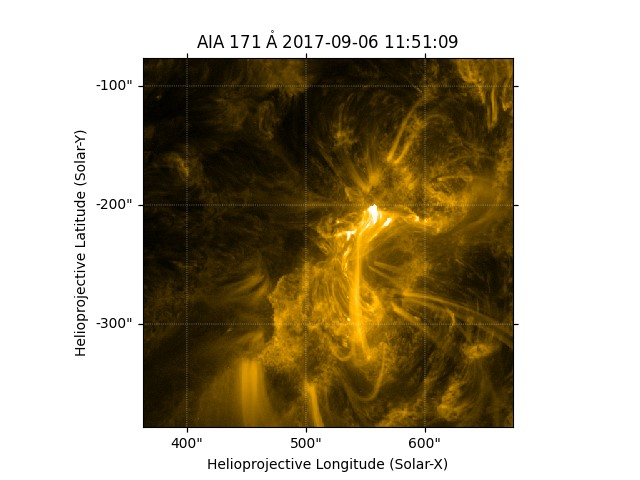 AIA 171 Å 2017-09-06 11:51:09
-100"
-200"
-300"
400" 500" 600"
Helioprojective Longitude (Solar-X)
Helioprojective Latitude (Solar-Y)